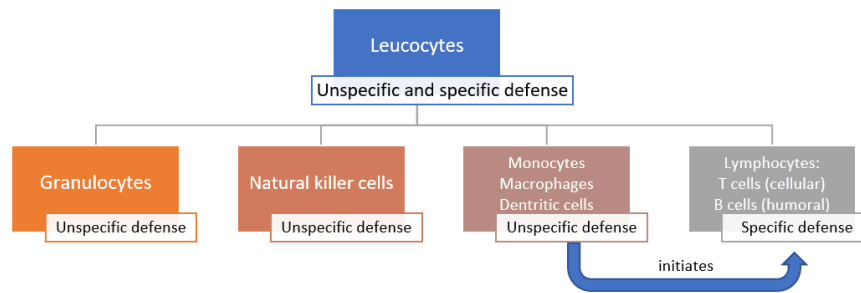 Leucocytes
Unspecific and specific defense
Granulocytes
Unspecific defense
Natural killer cells
Unspecific defense
Monocytes
Macrophages
Dentritic cells
Unspecific defense
Lymphocytes:
T cells (cellular)
B cells (humoral)
Specific defense
initiates